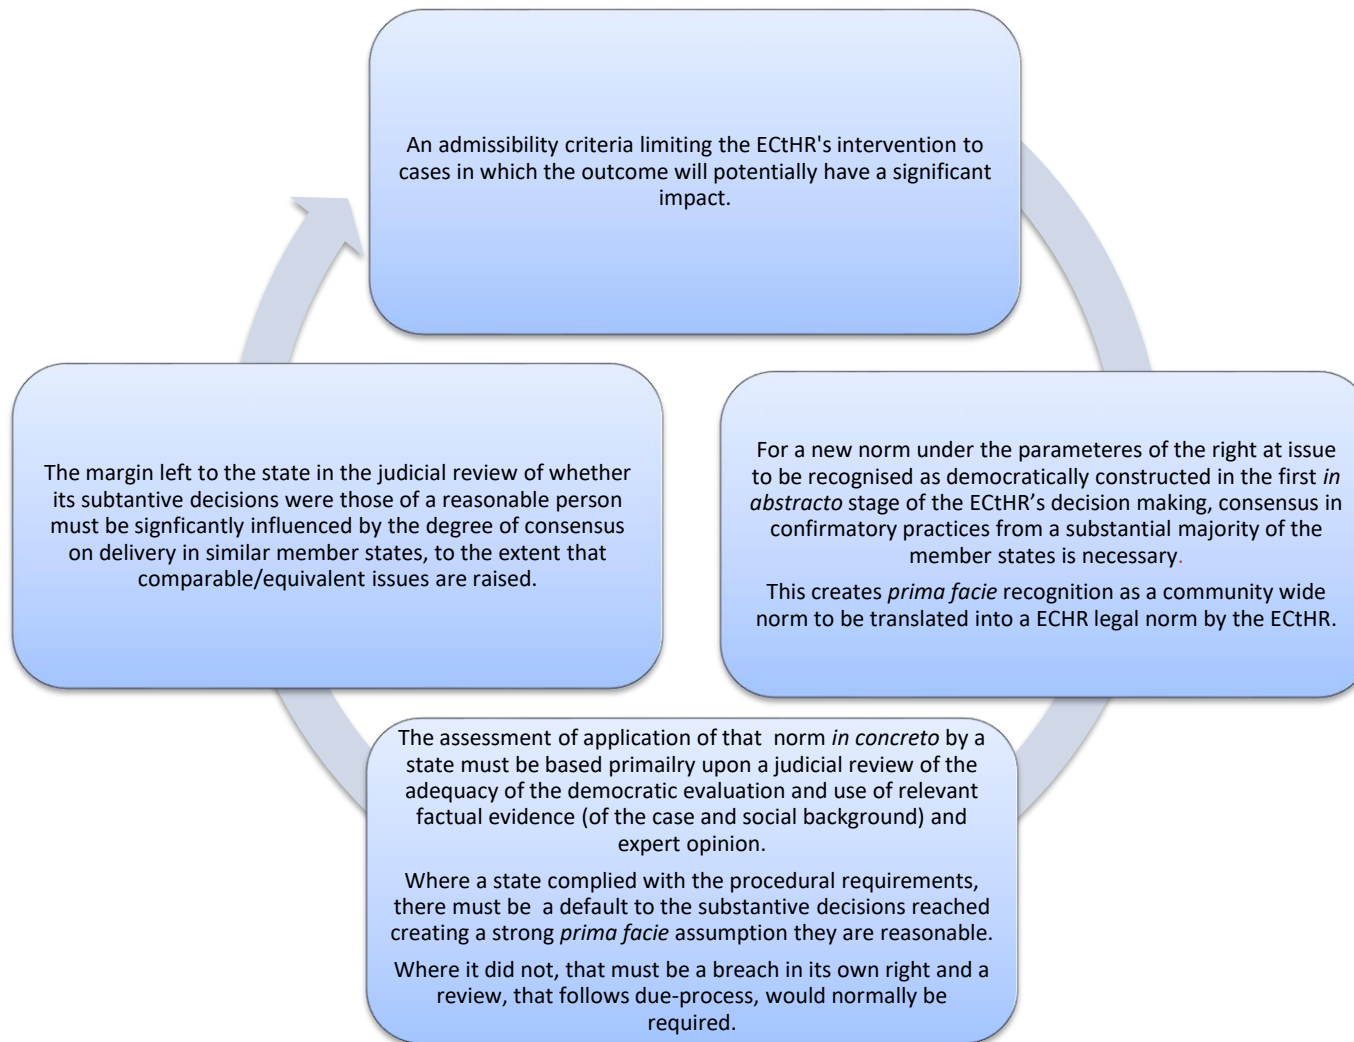 An admissibility criteria limiting the ECtHR's intervention to
cases in which the outcome will potentially have a significant
impact.
For a new norm under the parameteres of the right at issue
to be recognised as democratically constructed in the first in
abstracto stage of the ECtHR’s decision making, consensus in
confirmatory practices from a substantial majority of the
member states is necessary.
This creates prima facie recognition as a community wide
norm to be translated into a ECHR legal norm by the ECtHR.
The assessment of application of that norm in concreto by a
state must be based primailry upon a judicial review of the
adequacy of the democratic evaluation and use of relevant
factual evidence (of the case and social background) and
expert opinion.
Where a state complied with the procedural requirements,
there must be a default to the substantive decisions reached
creating a strong prima facie assumption they are reasonable.
Where it did not, that must be a breach in its own right and a
review, that follows due-process, would normally be
required.
The margin left to the state in the judicial review of whether
its subtantive decisions were those of a reasonable person
must be signficantly influenced by the degree of consensus
on delivery in similar member states, to the extent that
comparable/equivalent issues are raised.